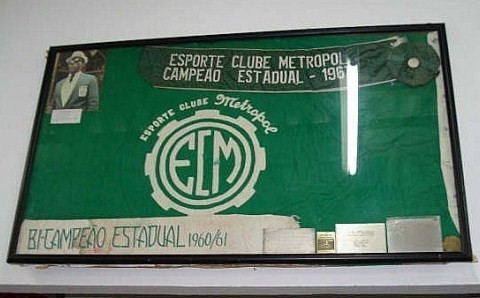 ESPORTE CLUBE METROPOL
CAMPEÃO ESTADUAL - 196
ESPORTE CLUBE Metropol
ECM
BI-CAMPEÃO ESTADUAL 1960/61